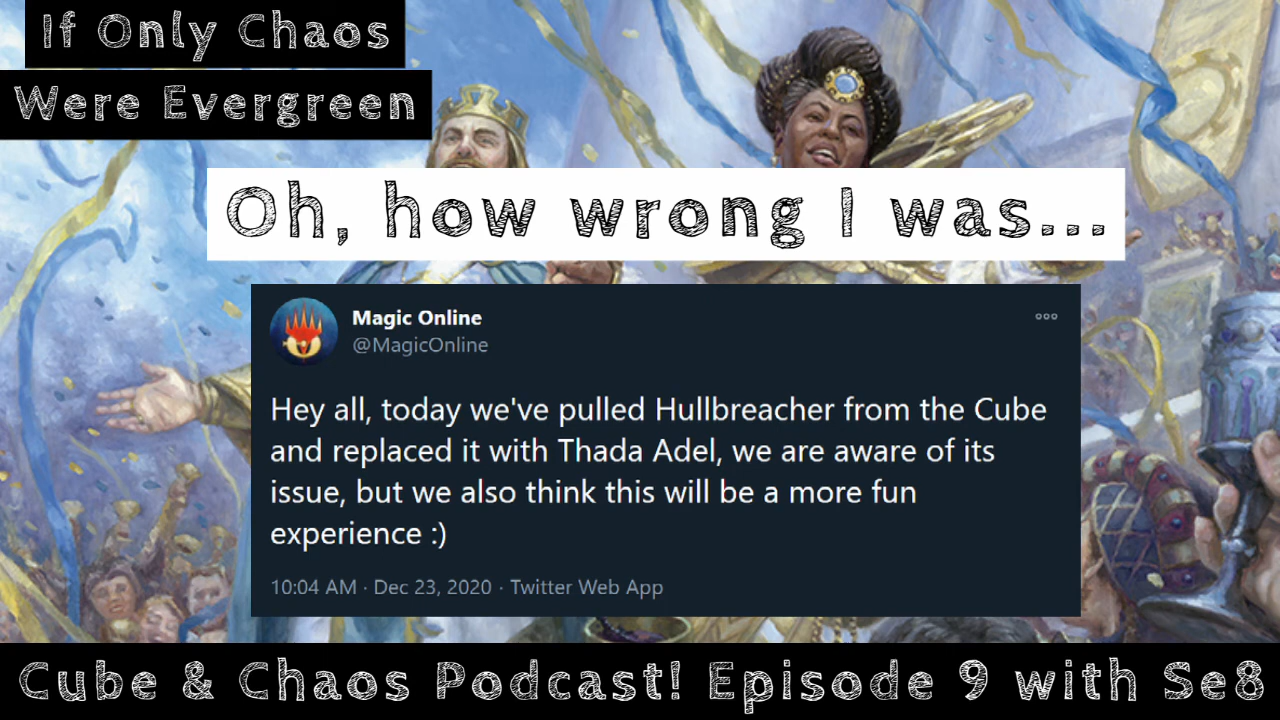 If Only Chaos
Were Evergreen
Oh, how wrong I was...
Magic Online
@MagicOnline
Hey all, today we've pulled Hullbreacher from the Cube
and replaced it with Thada Adel, we are aware of its
issue, but we also think this will be a more fun
experience :)
10:04 AM · Dec 23, 2020 · Twitter Web App
Cube & Chaos Podcast! Episode 9 with Se8